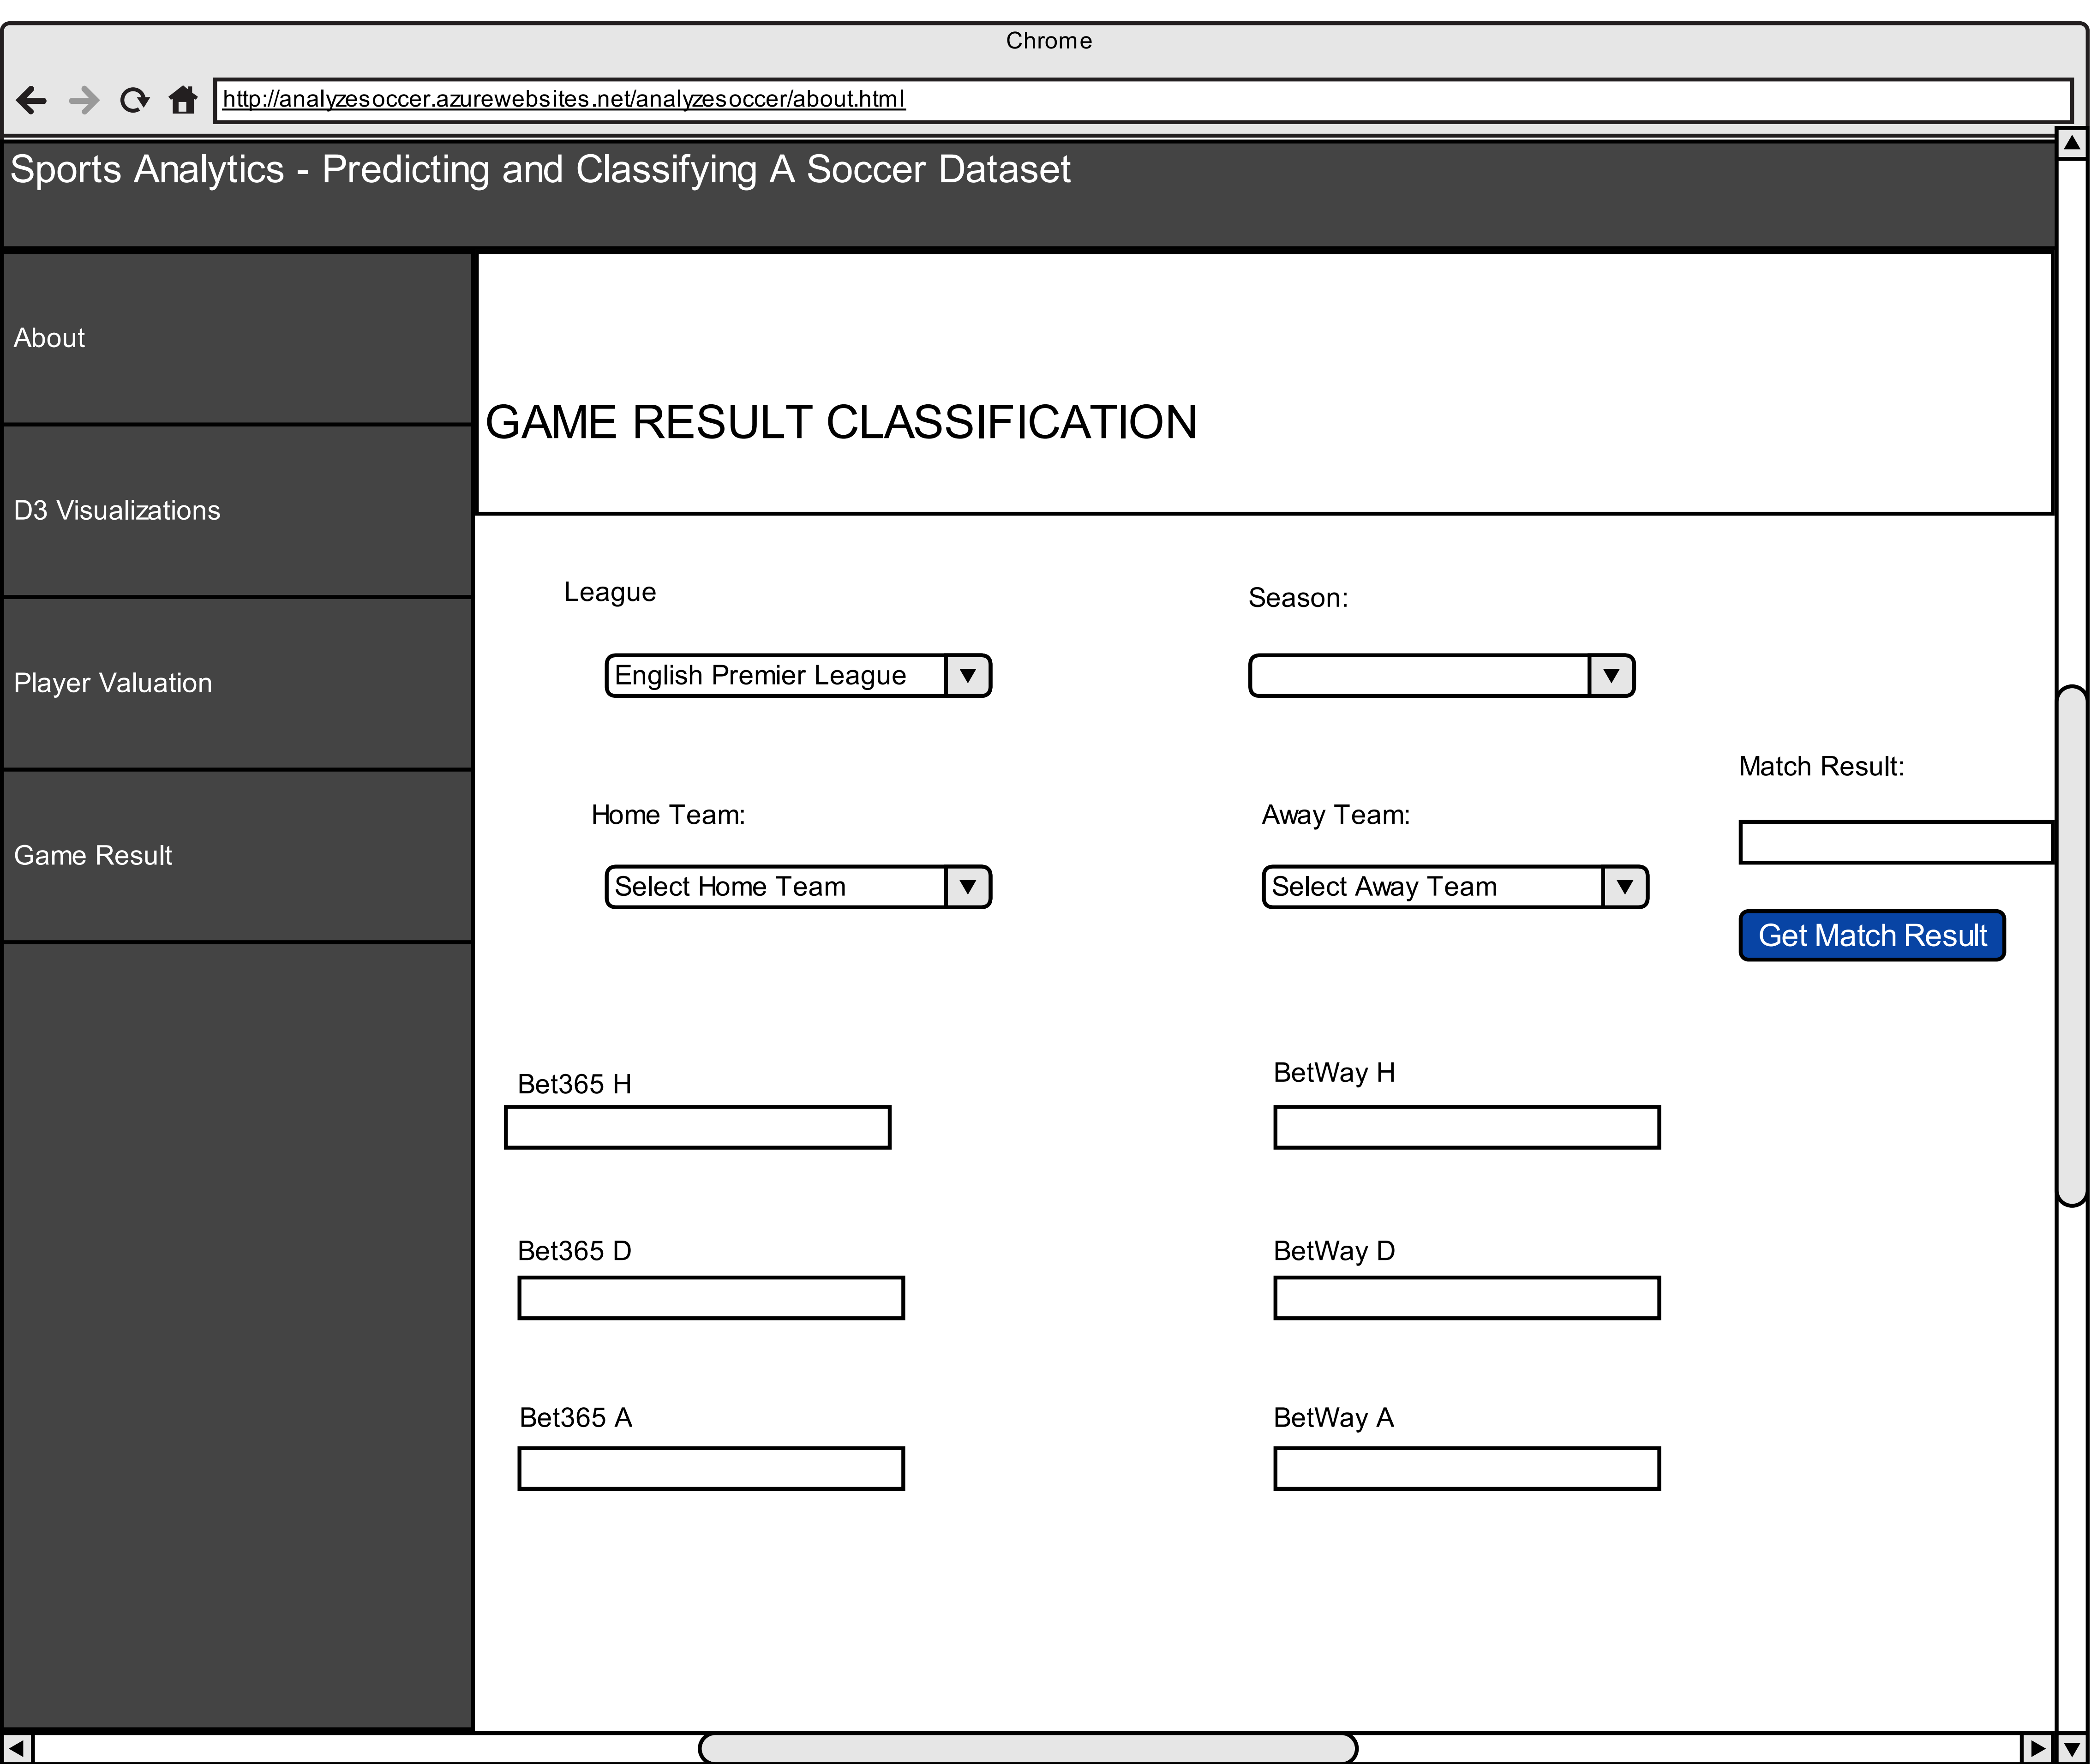 Chrome
http://analyzesoccer.azurewebsites.net/analyzesoccer/about.html
Sports Analytics - Predicting and Classifying A Soccer Dataset
About
D3 Visualizations
Player Valuation
Game Result
GAME RESULT CLASSIFICATION
League
Season:
English Premier League
Match Result:
Home Team:
Away Team:
Select Home Team
Select Away Team
Get Match Result
Bet365 H
BetWay H
Bet365 D
BetWay D
Bet365 A
BetWay A